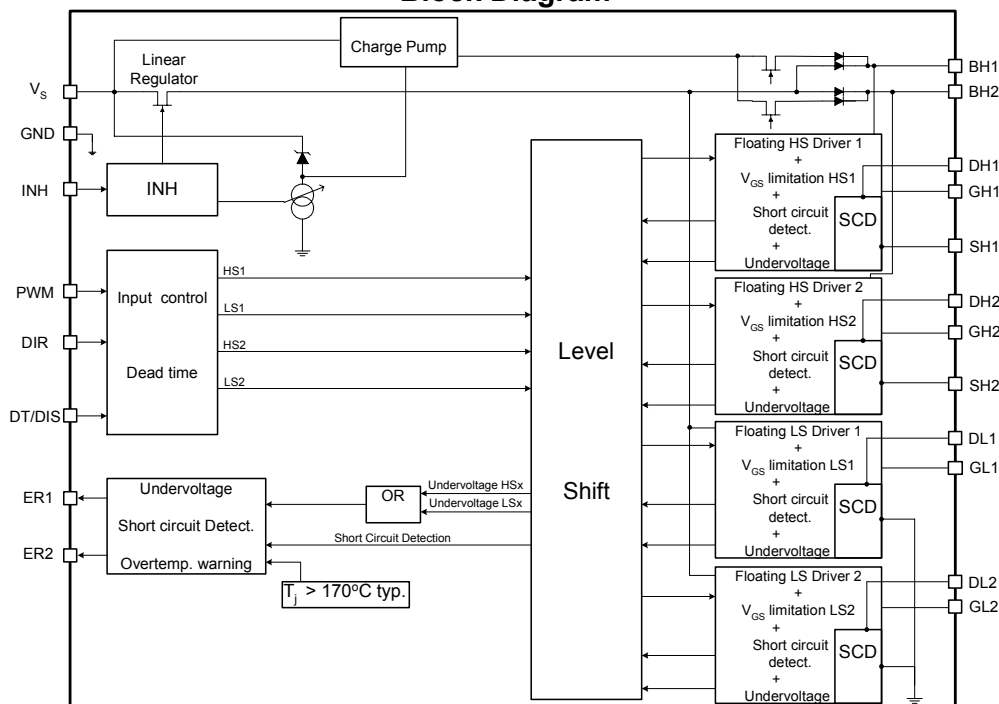 Block Diagram
Charge Pump
Linear
Regulator
VS
GND
INH
INH
PWM
DIR
DT/DIS
Input control
Dead time
HS1
LS1
HS2
LS2
ER1
ER2
Undervoltage
Short circuit Detect.
Overtemp. warning
OR
Undervoltage HSx
Undervoltage LSx
Short Circuit Detection
Tj > 170°C typ.
Level
Shift
Floating HS Driver 1
+
VGS limitation HS1
+
Short circuit
detect.
+
Undervoltage
SCD
Floating HS Driver 2
+
VGS limitation HS2
+
Short circuit
detect.
+
Undervoltage
SCD
Floating LS Driver 1
+
VGS limitation LS1
+
Short circuit
detect.
+
Undervoltage
SCD
Floating LS Driver 2
+
VGS limitation LS2
+
Short circuit
detect.
+
Undervoltage
SCD
BH1
BH2
DH1
GH1
SH1
DH2
GH2
SH2
DL1
GL1
DL2
GL2